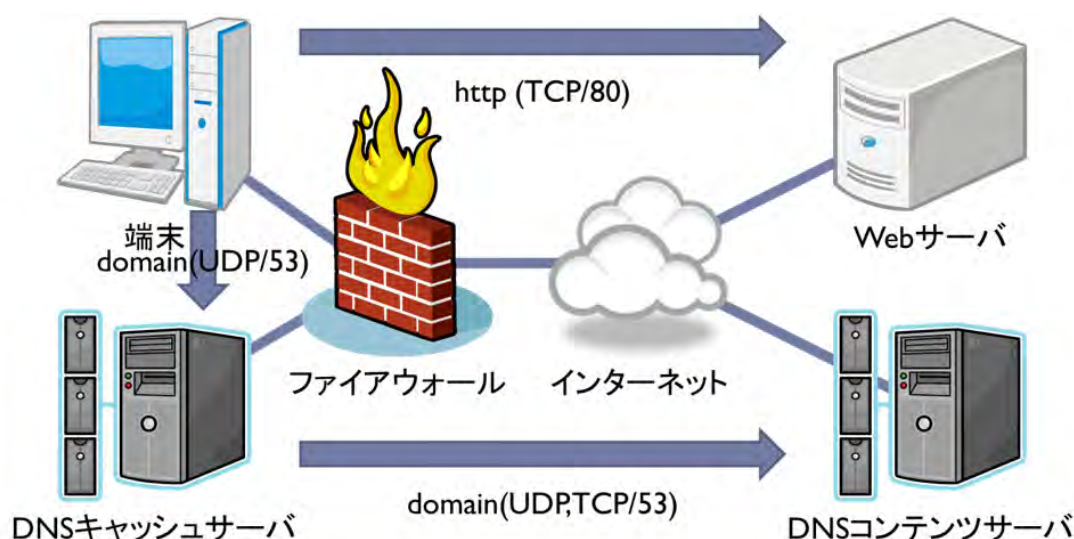 http (TCP/80)
端末
Webサーバ
domain(UDP/53)
ファイアウォール
インターネット
domain(UDP,TCP/53)
DNSキャッシュサーバ
DNSコンテンツサーバ